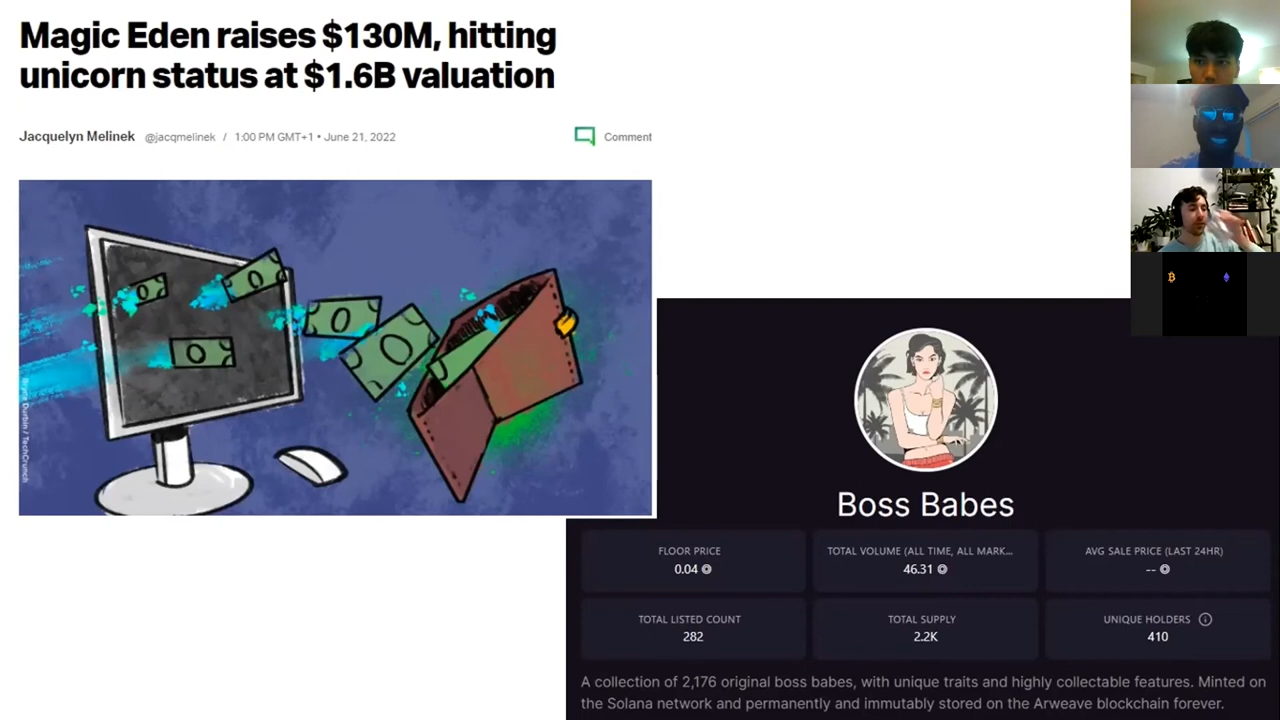 Magic Eden raises $130M, hitting
unicorn status at $1.6B valuation
Jacquelyn Melinek @jacqmelinek / 1:00 PM GMT+1 • June 21, 2022
Comment
Bryce Durbin / TechCrunch
Boss Babes
FLOOR PRICE
0.04
TOTAL VOLUME (ALL TIME, ALL MARK...
46.31
AVG SALE PRICE (LAST 24HR)
--
TOTAL LISTED COUNT
282
TOTAL SUPPLY
2.2K
UNIQUE HOLDERS
410
A collection of 2,176 original boss babes, with unique traits and highly collectable features. Minted on
the Solana network and permanently and immutably stored on the Arweave blockchain forever.